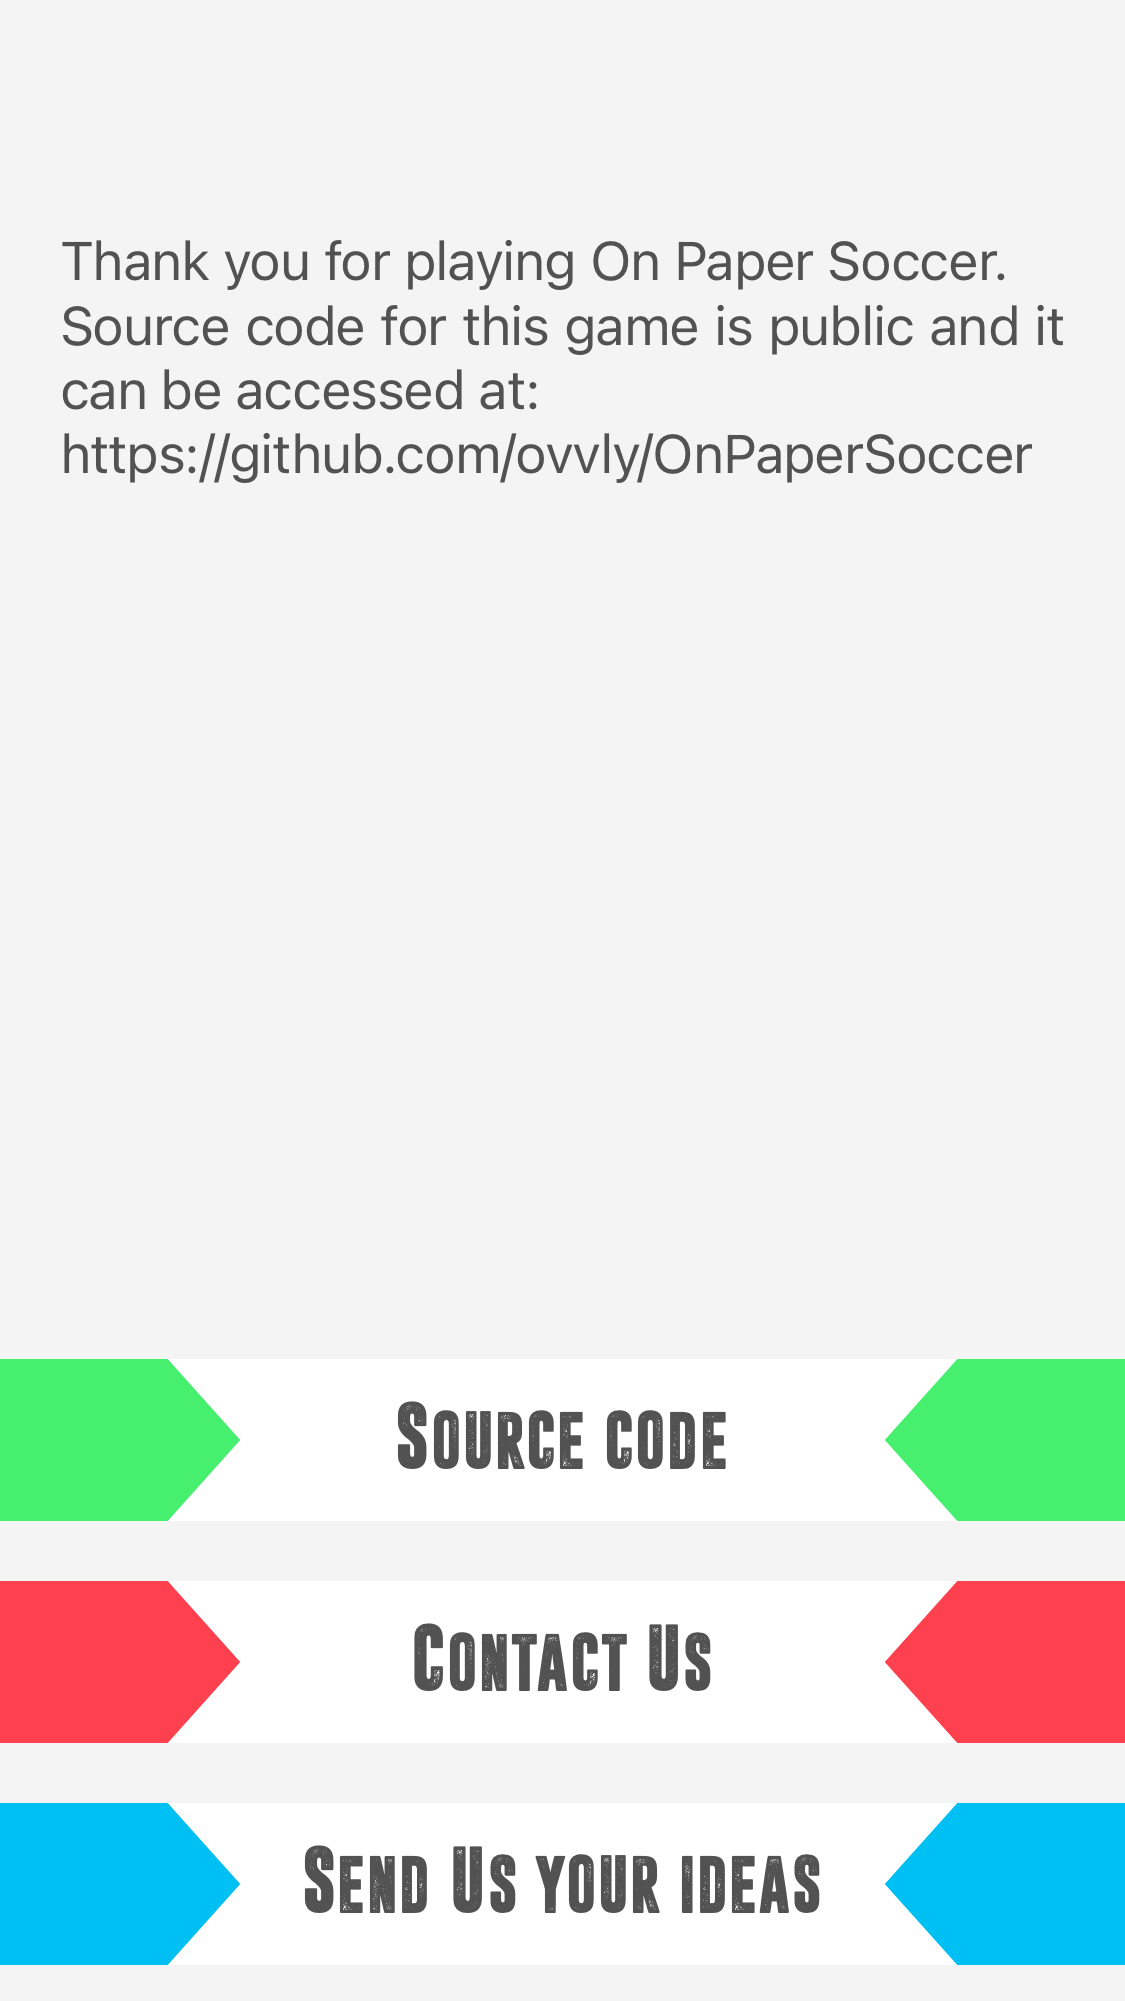 Thank you for playing On Paper Soccer.
Source code for this game is public and it
can be accessed at:
https://github.com/ovvly/OnPaperSoccer
Source code
Contact Us
Send Us your ideas